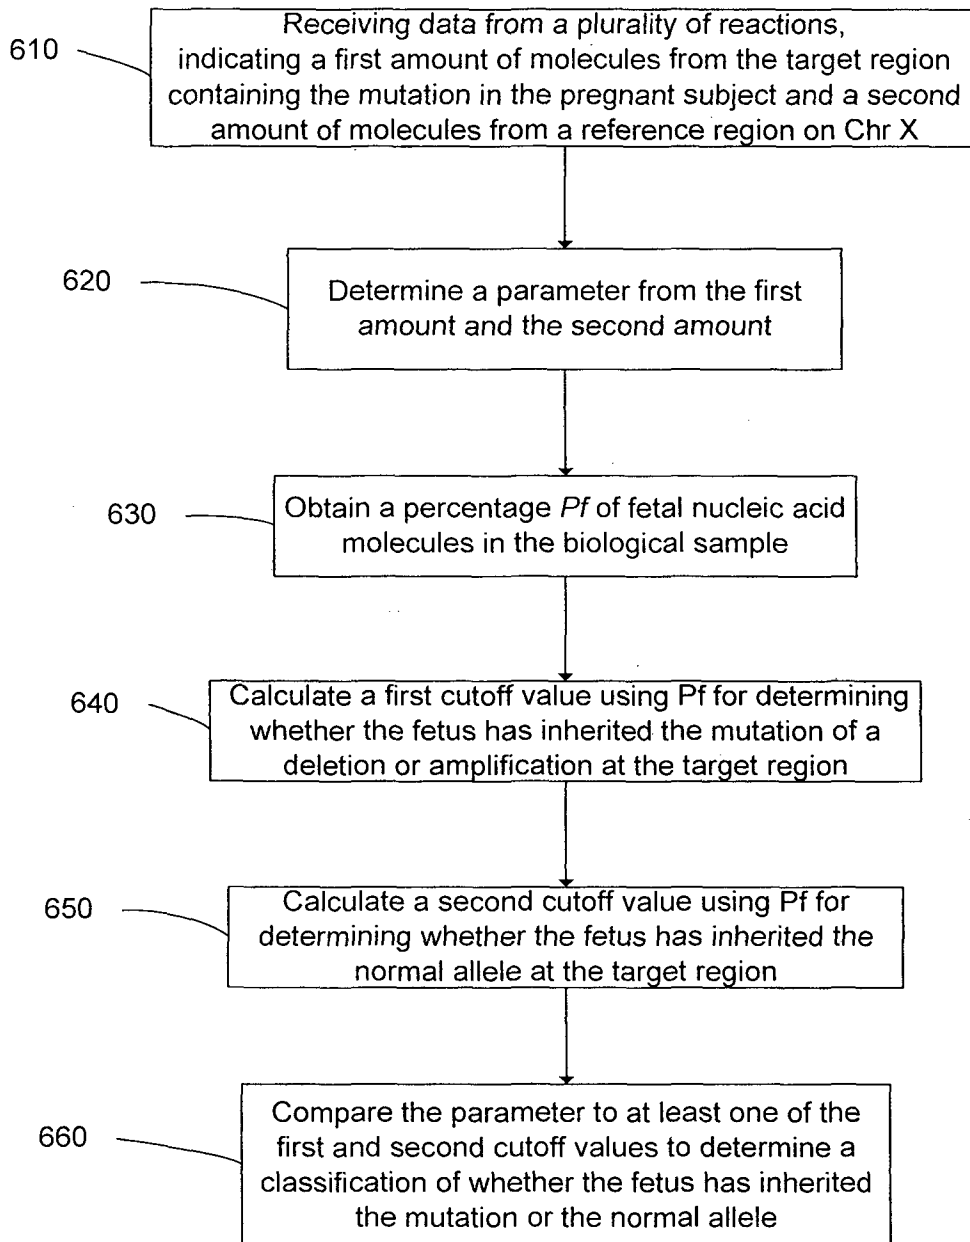 610
Receiving data from a plurality of reactions,
indicating a first amount of molecules from the target region
containing the mutation in the pregnant subject and a second
amount of molecules from a reference region on Chr X
620
Determine a parameter from the first
amount and the second amount
630
Obtain a percentage Pf of fetal nucleic acid
molecules in the biological sample
640
Calculate a first cutoff value using Pf for determining
whether the fetus has inherited the mutation of a
deletion or amplification at the target region
650
Calculate a second cutoff value using Pf for
determining whether the fetus has inherited the
normal allele at the target region
660
Compare the parameter to at least one of the
first and second cutoff values to determine a
classification of whether the fetus has inherited
the mutation or the normal allele